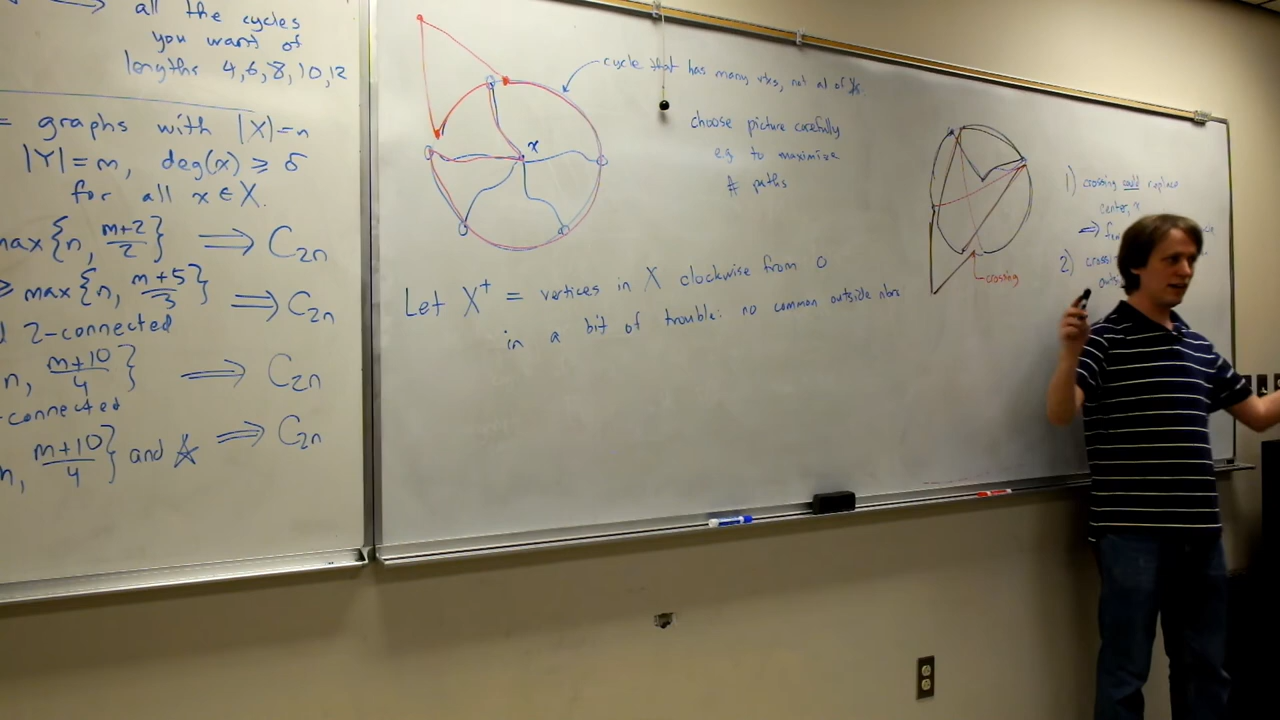 all the cycles
you want of
lengths 4,6,8,10,12
= graphs with |X|=n
|Y|=m, deg(x) ⩾ δ
for all x ∈ X.
max{n, m+2/2} ⟹ C2n
⩾ max{n, m+5/3} ⟹ C2n
2-connected
n, m+10/4} ⟹ C2n
-connected
n, m+10/4} and ☆ ⟹ C2n
cycle that has many vtxs, not all of
choose picture carefully
e.g. to maximize
# paths
x
Let X⁺ = vertices in X clockwise from O
in a bit of trouble: no common outside nbrs
crossing
1) crossing could replace
center, x
⟹
2)